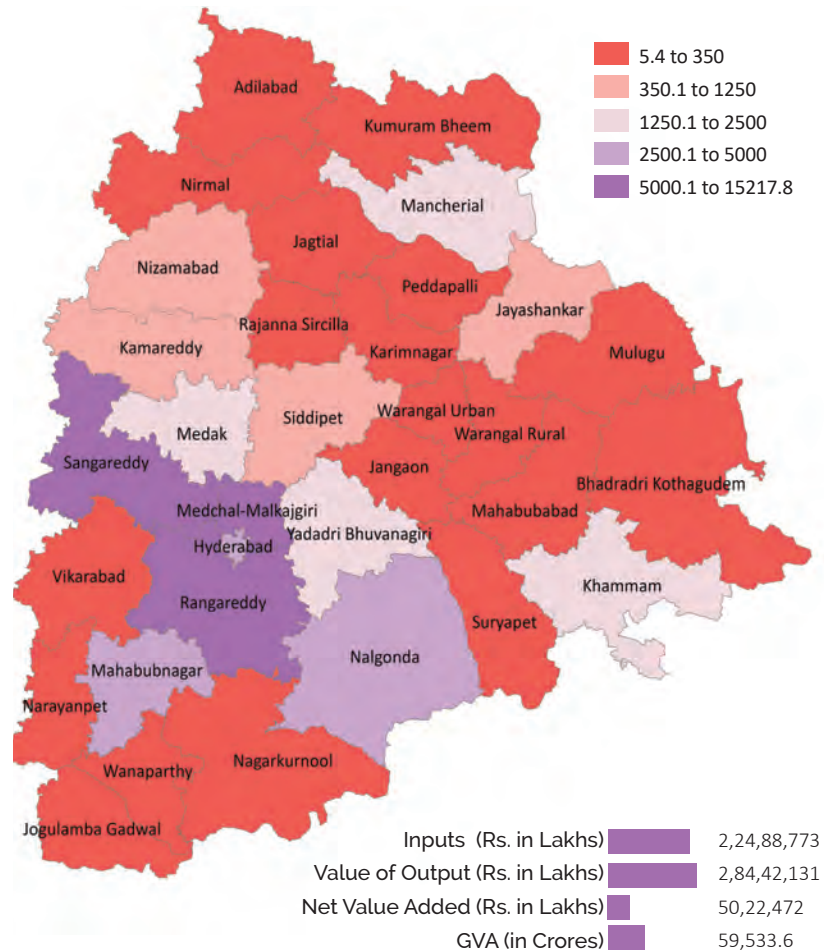 5.4 to 350
350.1 to 1250
1250.1 to 2500
2500.1 to 5000
5000.1 to 15217.8
Adilabad
Kumuram Bheem
Nirmal
Mancherial
Jagtial
Nizamabad
Peddapalli
Jayashankar
Rajanna Sircilla
Kamareddy
Karimnagar
Mulugu
Warangal Urban
Siddipet
Medak
Warangal Rural
Sangareddy
Jangaon
Bhadradri Kothagudem
Medchal-Malkajgiri
Mahabubabad
Yadadri Bhuvanagiri
Hyderabad
Vikarabad
Khammam
Rangareddy
Suryapet
Nalgonda
Mahabubnagar
Narayanpet
Nagarkurnool
Wanaparthy
Jogulamba Gadwal
Inputs (Rs. in Lakhs) 2,24,88,773
Value of Output (Rs. in Lakhs) 2,84,42,131
Net Value Added (Rs. in Lakhs) 50,22,472
GVA (in Crores) 59,533.6